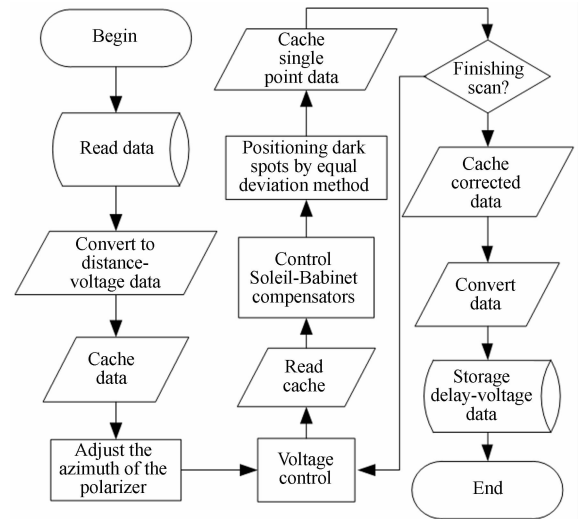 Begin
Read data
Convert to
distance-
voltage data
Cache
data
Adjust the
azimuth of the
polarizer
Voltage
control
Read
cache
Control
Soleil-Babinet
compensators
Positioning dark
spots by equal
deviation method
Cache
single
point data
Finishing
scan?
Cache
corrected
data
Convert
data
Storage
delay-voltage
data
End